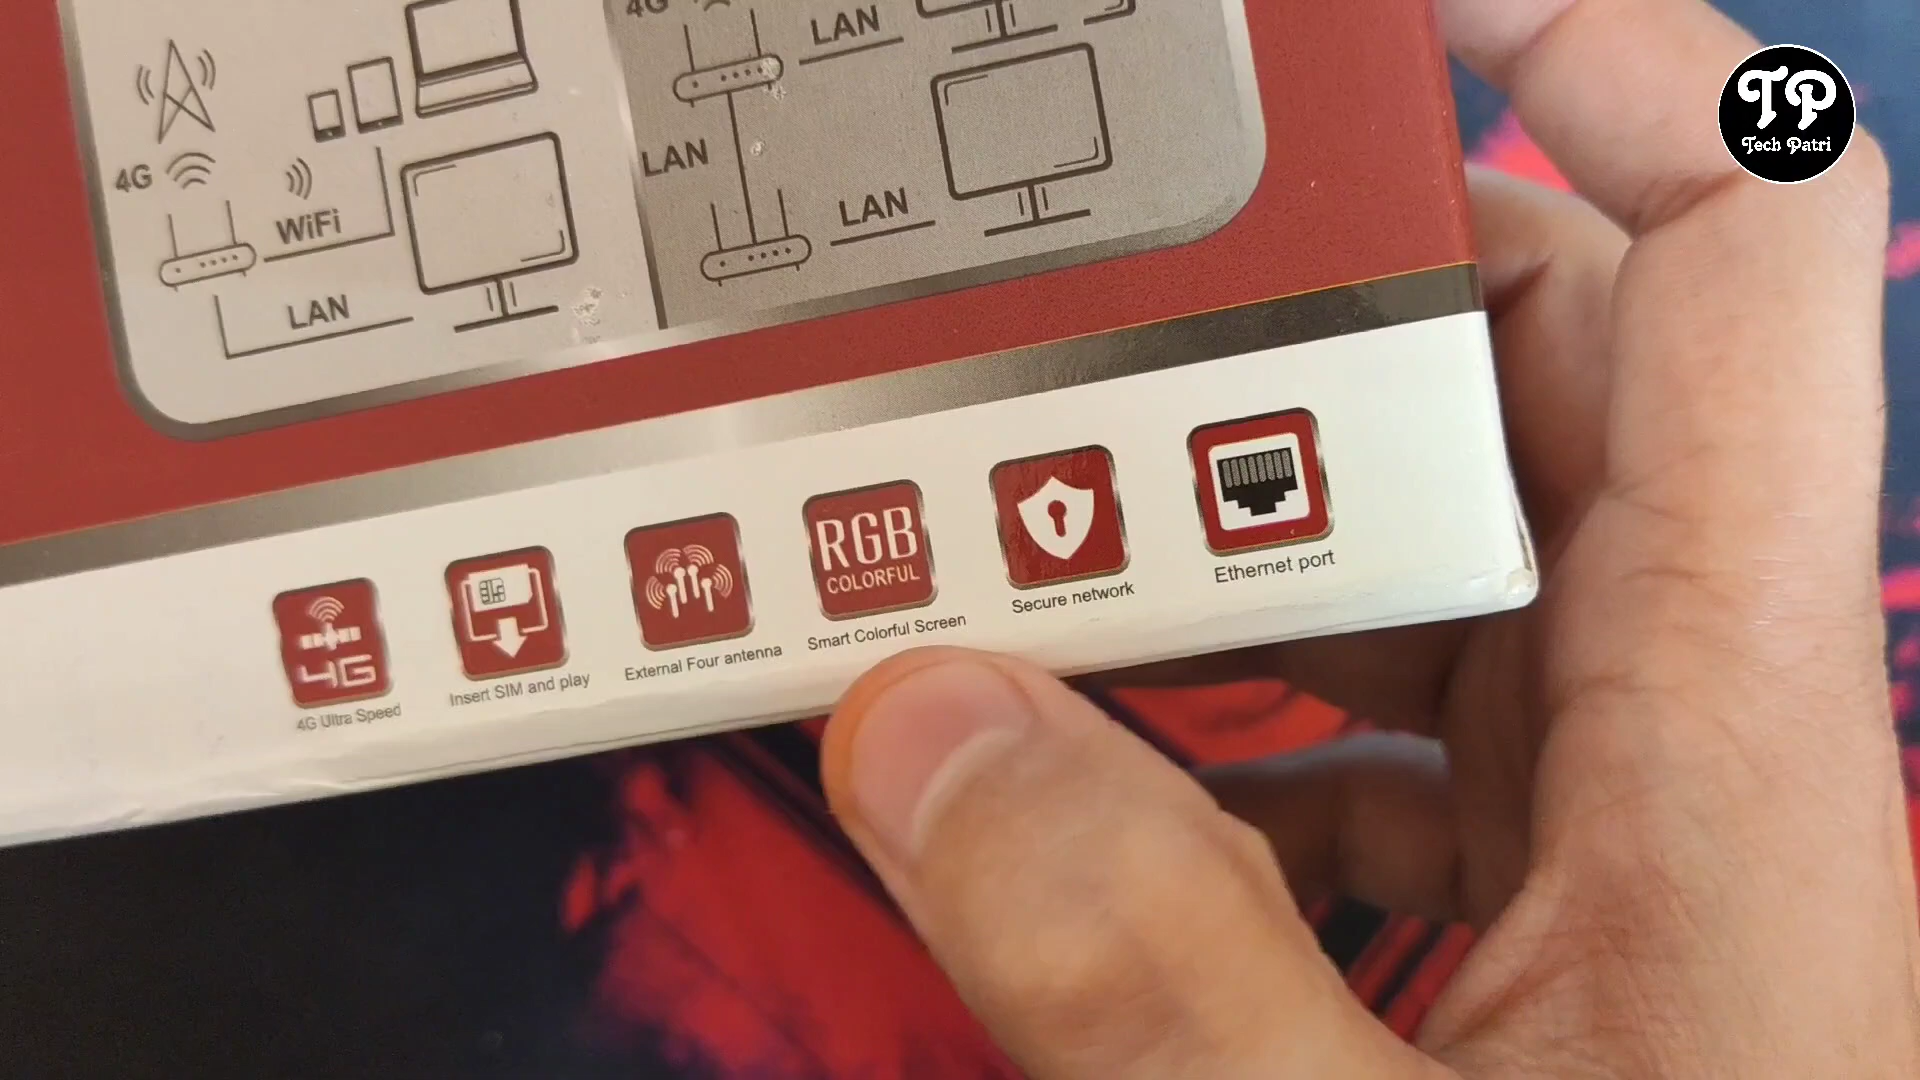 4G
LAN
TP
Tech Patri
LAN
4G
WiFi
LAN
LAN
RGB
COLORFUL
4G
Ethernet port
Secure network
Smart Colorful Screen
External Four antenna
Insert SIM and play
4G Ultra Speed